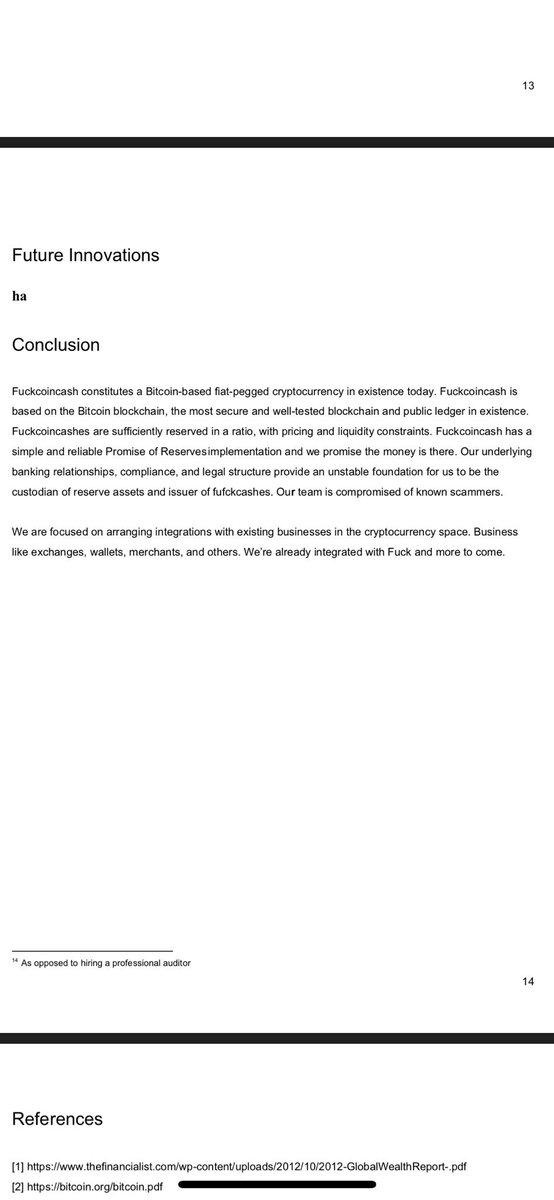 13
Future Innovations
ha
Conclusion
Fuckcoincash constitutes a Bitcoin-based fiat-pegged cryptocurrency in existence today. Fuckcoincash is
based on the Bitcoin blockchain, the most secure and well-tested blockchain and public ledger in existence.
Fuckcoincashes are sufficiently reserved in a ratio, with pricing and liquidity constraints. Fuckcoincash has a
simple and reliable Promise of Reservesimplementation and we promise the money is there. Our underlying
banking relationships, compliance, and legal structure provide an unstable foundation for us to be the
custodian of reserve assets and issuer of fufckcashes. Our team is compromised of known scammers.
We are focused on arranging integrations with existing businesses in the cryptocurrency space. Business
like exchanges, wallets, merchants, and others. We're already integrated with Fuck and more to come.
14 As opposed to hiring a professional auditor
14
References
[1] https://www.thefinancialist.com/wp-content/uploads/2012/10/2012-GlobalWealthReport-.pdf
[2] https://bitcoin.org/bitcoin.pdf